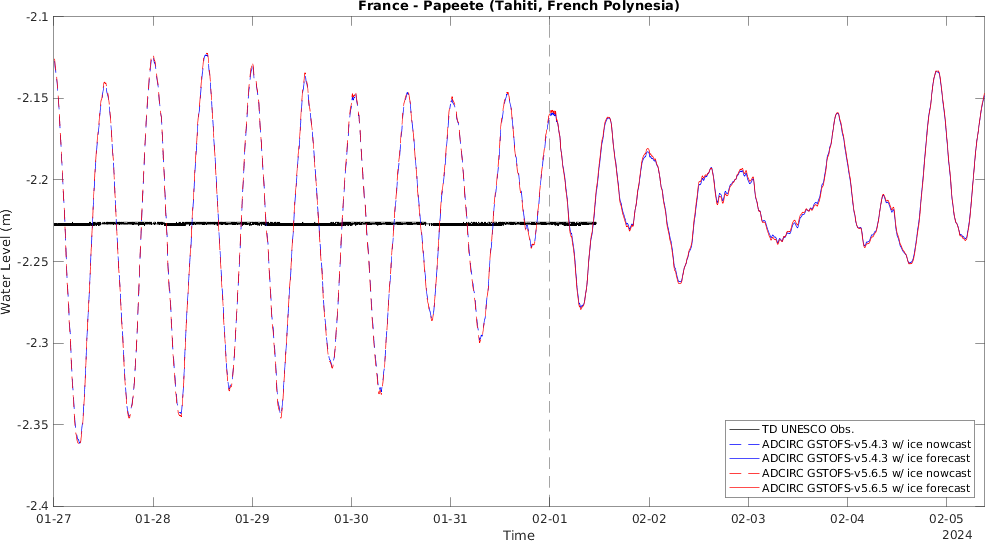 France - Papeete (Tahiti, French Polynesia)
-2.1
-2.15
-2.2
-2.25
-2.3
-2.35
-2.4
Water Level (m)
01-27
01-28
01-29
01-30
01-31
02-01
02-02
02-03
02-04
02-05
Time
2024
TD UNESCO Obs.
ADCIRC GSTOFS-v5.4.3 w/ ice nowcast
ADCIRC GSTOFS-v5.4.3 w/ ice forecast
ADCIRC GSTOFS-v5.6.5 w/ ice nowcast
ADCIRC GSTOFS-v5.6.5 w/ ice forecast